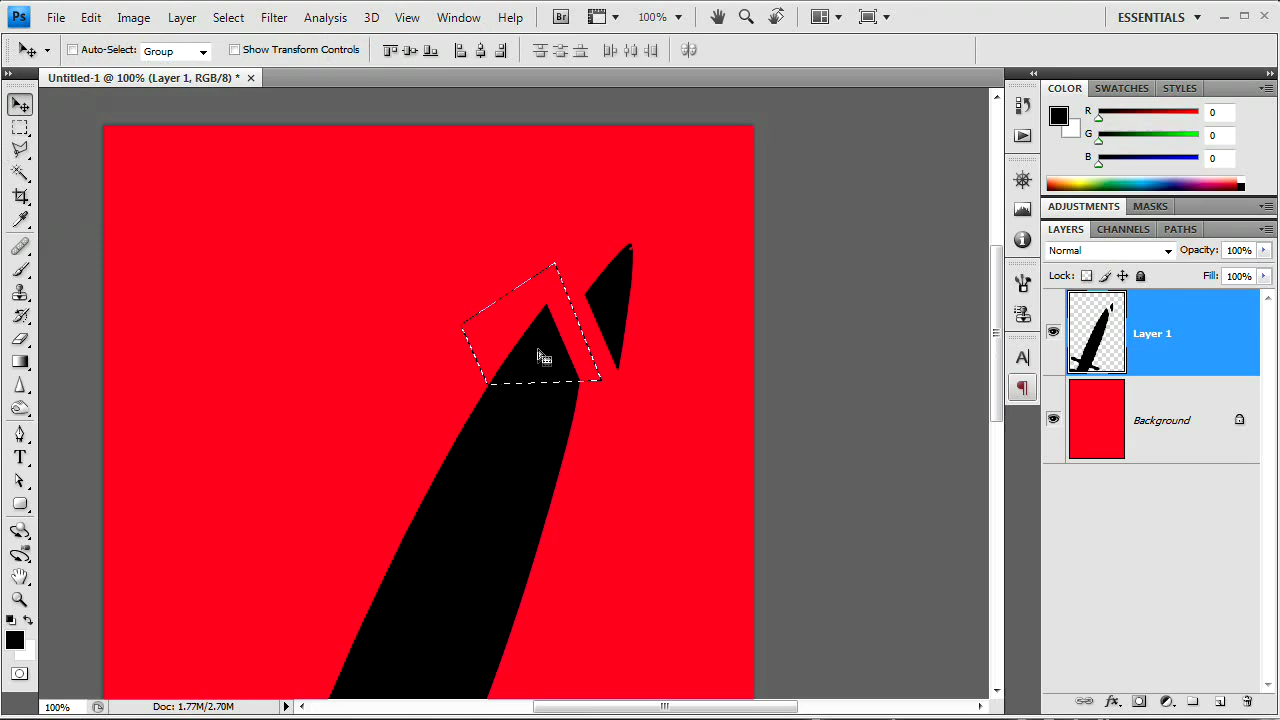 Ps File Edit Image Layer Select Filter Analysis 3D View Window Help Br 100% ESSENTIALS
Auto-Select: Group Show Transform Controls
Untitled-1 @ 100% (Layer 1, RGB/8) *
COLOR SWATCHES STYLES
R 0
G 0
B 0
ADJUSTMENTS MASKS
LAYERS CHANNELS PATHS
Normal Opacity: 100%
Lock: Fill: 100%
Layer 1
Background
T
A
100% Doc: 1.77M/2.70M
fx